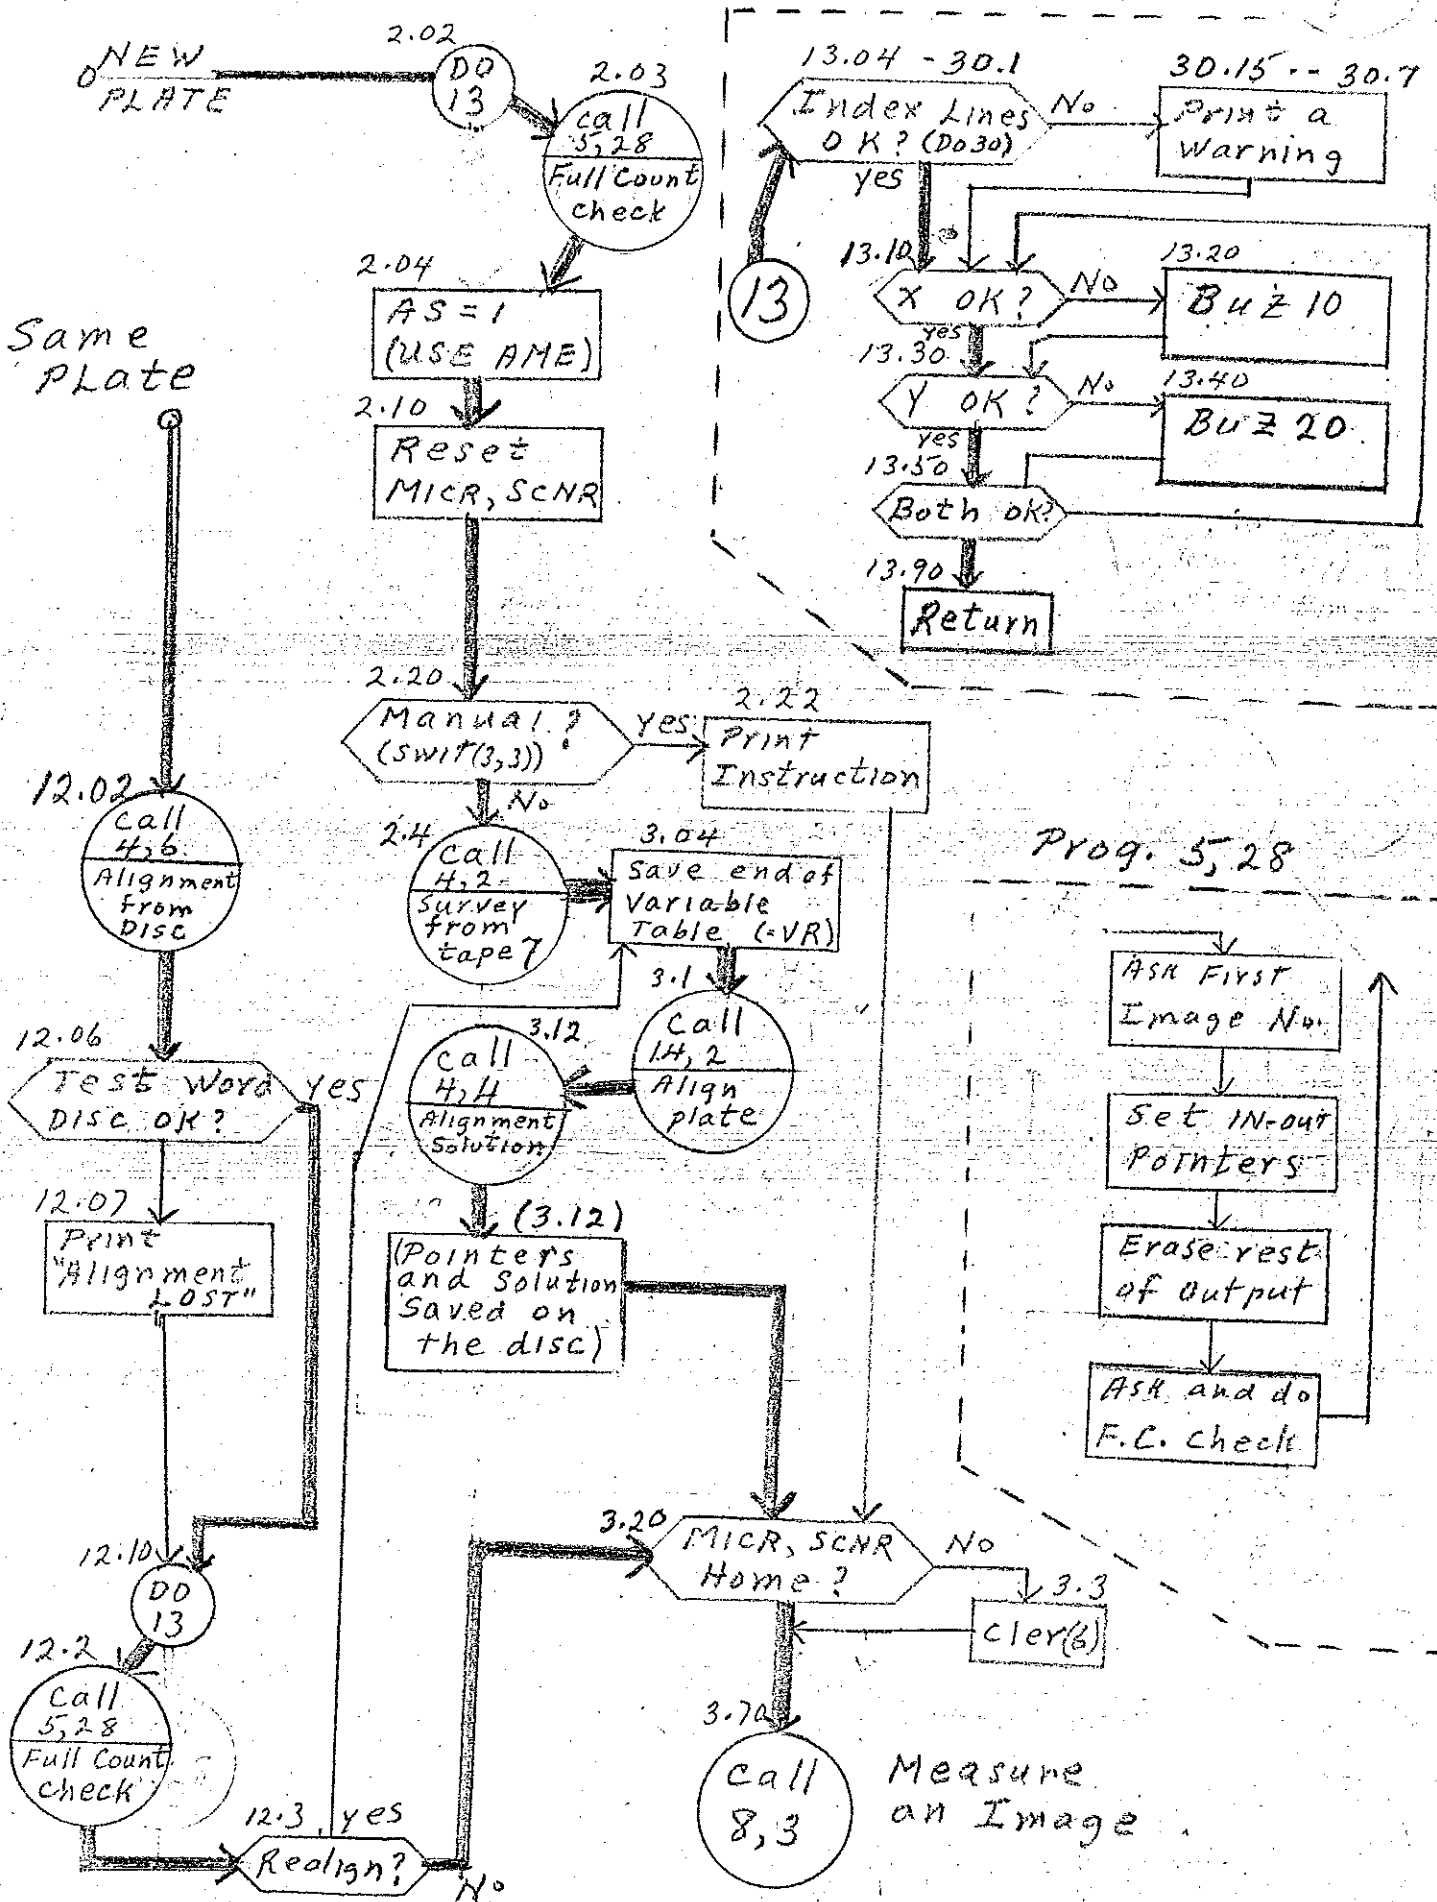 NEW
PLATE
2.02
DO
13
2.03
Call
5,28
Full Count
check
2.04
AS = 1
(USE AME)
2.10
Reset
MICR, SCNR
2.20
Manual?
(SWIT(3,3))
yes
No
2.22
Print
Instruction
2.4
Call
4,2
Survey
from
tape 7
3.04
Save end of
Variable
Table (=VR)
3.1
Call
14,2
Align
plate
3.12
Call
4,4
Alignment
Solution
(3.12)
(Pointers
and Solution
Saved on
the disc)
Same
PLate
12.02
Call
4,6
Alignment
from
DISC
12.06
Test Word
DISC OK?
Yes
12.07
Print
"Alignment
LOST"
12.10
DO
13
12.2
Call
5,28
Full Count
check
12.3
yes
Realign?
No
3.20
MICR, SCNR
Home?
No
3.3
Cler(6)
3.70
Call
8,3
Measure
an Image
13.04 - 30.1
Index Lines
OK? (Do30)
No
yes
30.15 -- 30.7
Print a
Warning
13
13.10
X OK?
No
yes
13.20
Buz 10
13.30
Y OK?
No
yes
13.40
Buz 20
13.50
Both OK?
13.90
Return
Prog. 5,28
Ask First
Image No.
Set IN-out
Pointers
Erase rest
of output
Ask and do
F.C. check